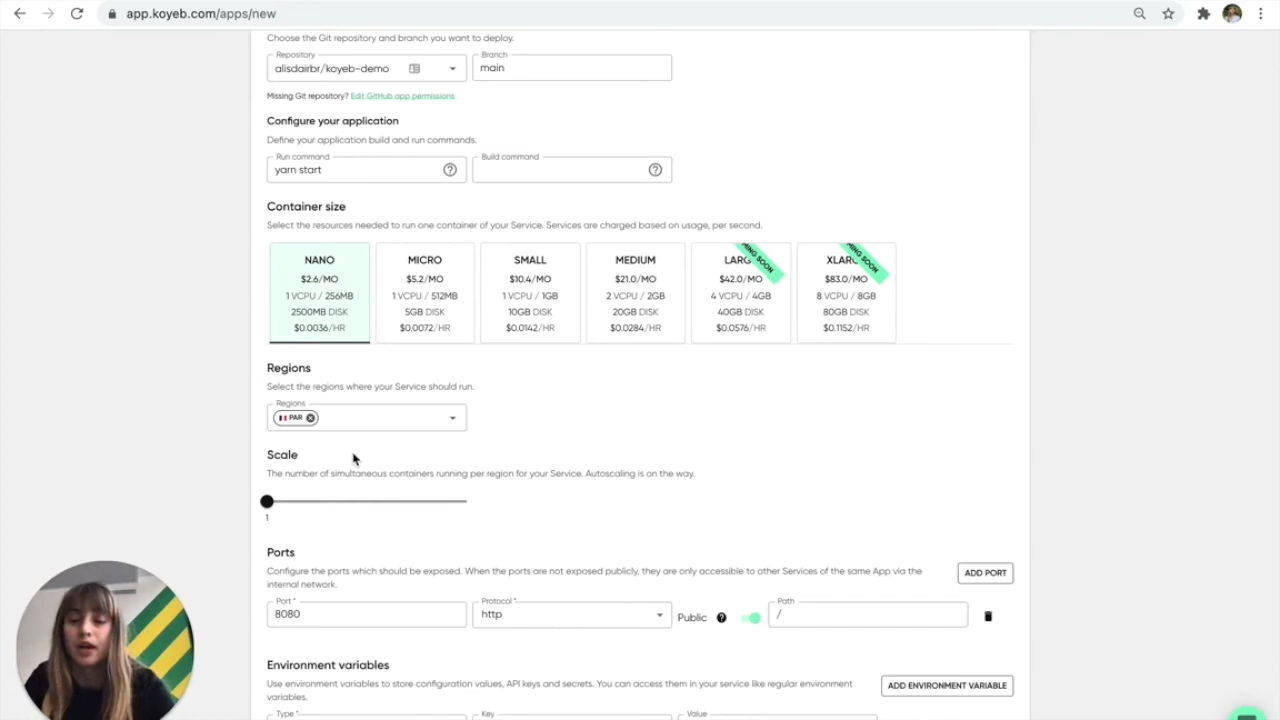 app.koyeb.com/apps/new
Choose the Git repository and branch you want to deploy.
Repository
Branch
alisdairbr/koyeb-demo
main
Missing Git repository? Edit GitHub app permissions
Configure your application
Define your application build and run commands.
Run command
Build command
yarn start
Container size
Select the resources needed to run one container of your Service. Services are charged based on usage, per second.
NANO
$2.6/MO
1 VCPU / 256MB
2500MB DISK
$0.0036/HR
MICRO
$5.2/MO
1 VCPU / 512MB
5GB DISK
$0.0072/HR
SMALL
$10.4/MO
1 VCPU / 1GB
10GB DISK
$0.0142/HR
MEDIUM
$21.0/MO
2 VCPU / 2GB
20GB DISK
$0.0284/HR
LARG
MING SOON
$42.0/MO
4 VCPU / 4GB
40GB DISK
$0.0576/HR
XLARG
MING SOON
$83.0/MO
8 VCPU / 8GB
80GB DISK
$0.1152/HR
Regions
Select the regions where your Service should run.
Regions
PAR
Scale
The number of simultaneous containers running per region for your Service. Autoscaling is on the way.
1
Ports
Configure the ports which should be exposed. When the ports are not exposed publicly, they are only accessible to other Services of the same App via the
internal network.
ADD PORT
Port *
Protocol *
Path
8080
http
Public
/
Environment variables
Use environment variables to store configuration values, API keys and secrets. You can access them in your service like regular environment
variables.
ADD ENVIRONMENT VARIABLE
Type *
Key
Value